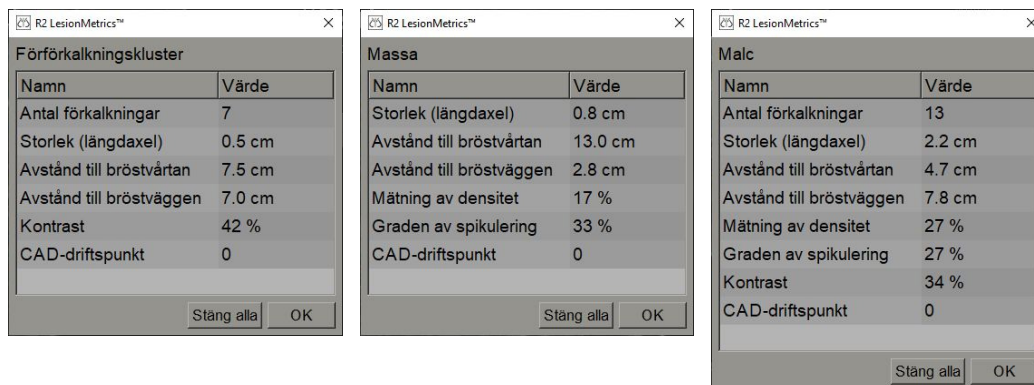 R2 LesionMetrics™
Förförkalkningskluster
Namn Värde
Antal förkalkningar 7
Storlek (längdaxel) 0.5 cm
Avstånd till bröstvårtan 7.5 cm
Avstånd till bröstväggen 7.0 cm
Kontrast 42 %
CAD-driftspunkt 0
Stäng alla OK
R2 LesionMetrics™
Massa
Namn Värde
Storlek (längdaxel) 0.8 cm
Avstånd till bröstvårtan 13.0 cm
Avstånd till bröstväggen 2.8 cm
Mätning av densitet 17 %
Graden av spikulering 33 %
CAD-driftspunkt 0
Stäng alla OK
R2 LesionMetrics™
Malc
Namn Värde
Antal förkalkningar 13
Storlek (längdaxel) 2.2 cm
Avstånd till bröstvårtan 4.7 cm
Avstånd till bröstväggen 7.8 cm
Mätning av densitet 27 %
Graden av spikulering 27 %
Kontrast 34 %
CAD-driftspunkt 0
Stäng alla OK